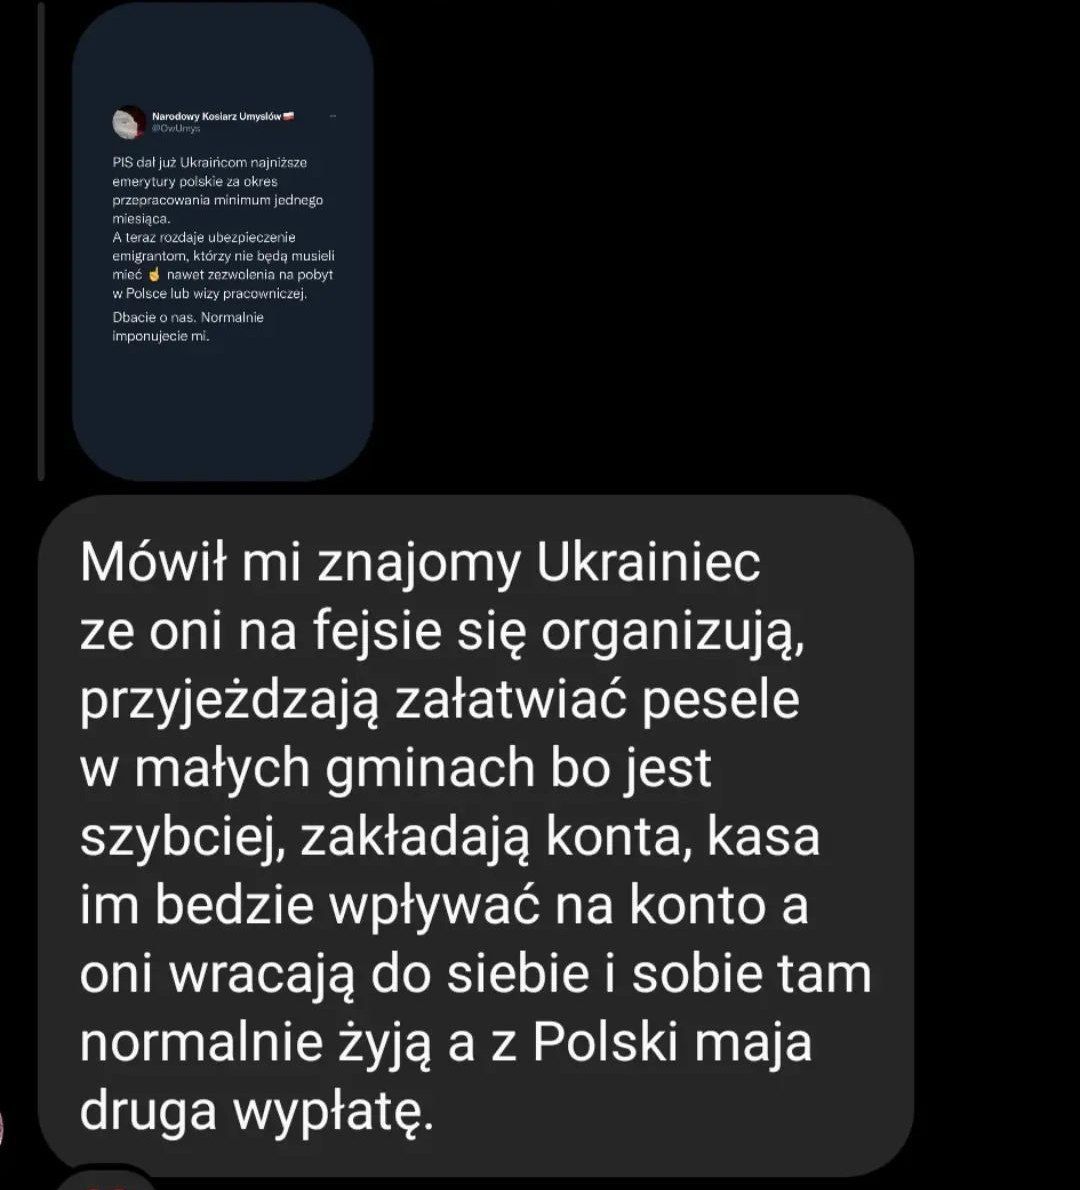 Narodowy Kosiarz Umysłów🇵🇱
@OwUmys
PIS dał już Ukraińcom najniższe
emerytury polskie za okres
przepracowania minimum jednego
miesiąca.
A teraz rozdaje ubezpieczenie
emigrantom, którzy nie będą musieli
mieć ☝️ nawet zezwolenia na pobyt
w Polsce lub wizy pracowniczej.
Dbacie o nas. Normalnie
imponujecie mi.
Mówił mi znajomy Ukrainiec
ze oni na fejsie się organizują,
przyjeżdzają załatwiać pesele
w małych gminach bo jest
szybciej, zakładają konta, kasa
im bedzie wpływać na konto a
oni wracają do siebie i sobie tam
normalnie żyją a z Polski maja
druga wypłatę.